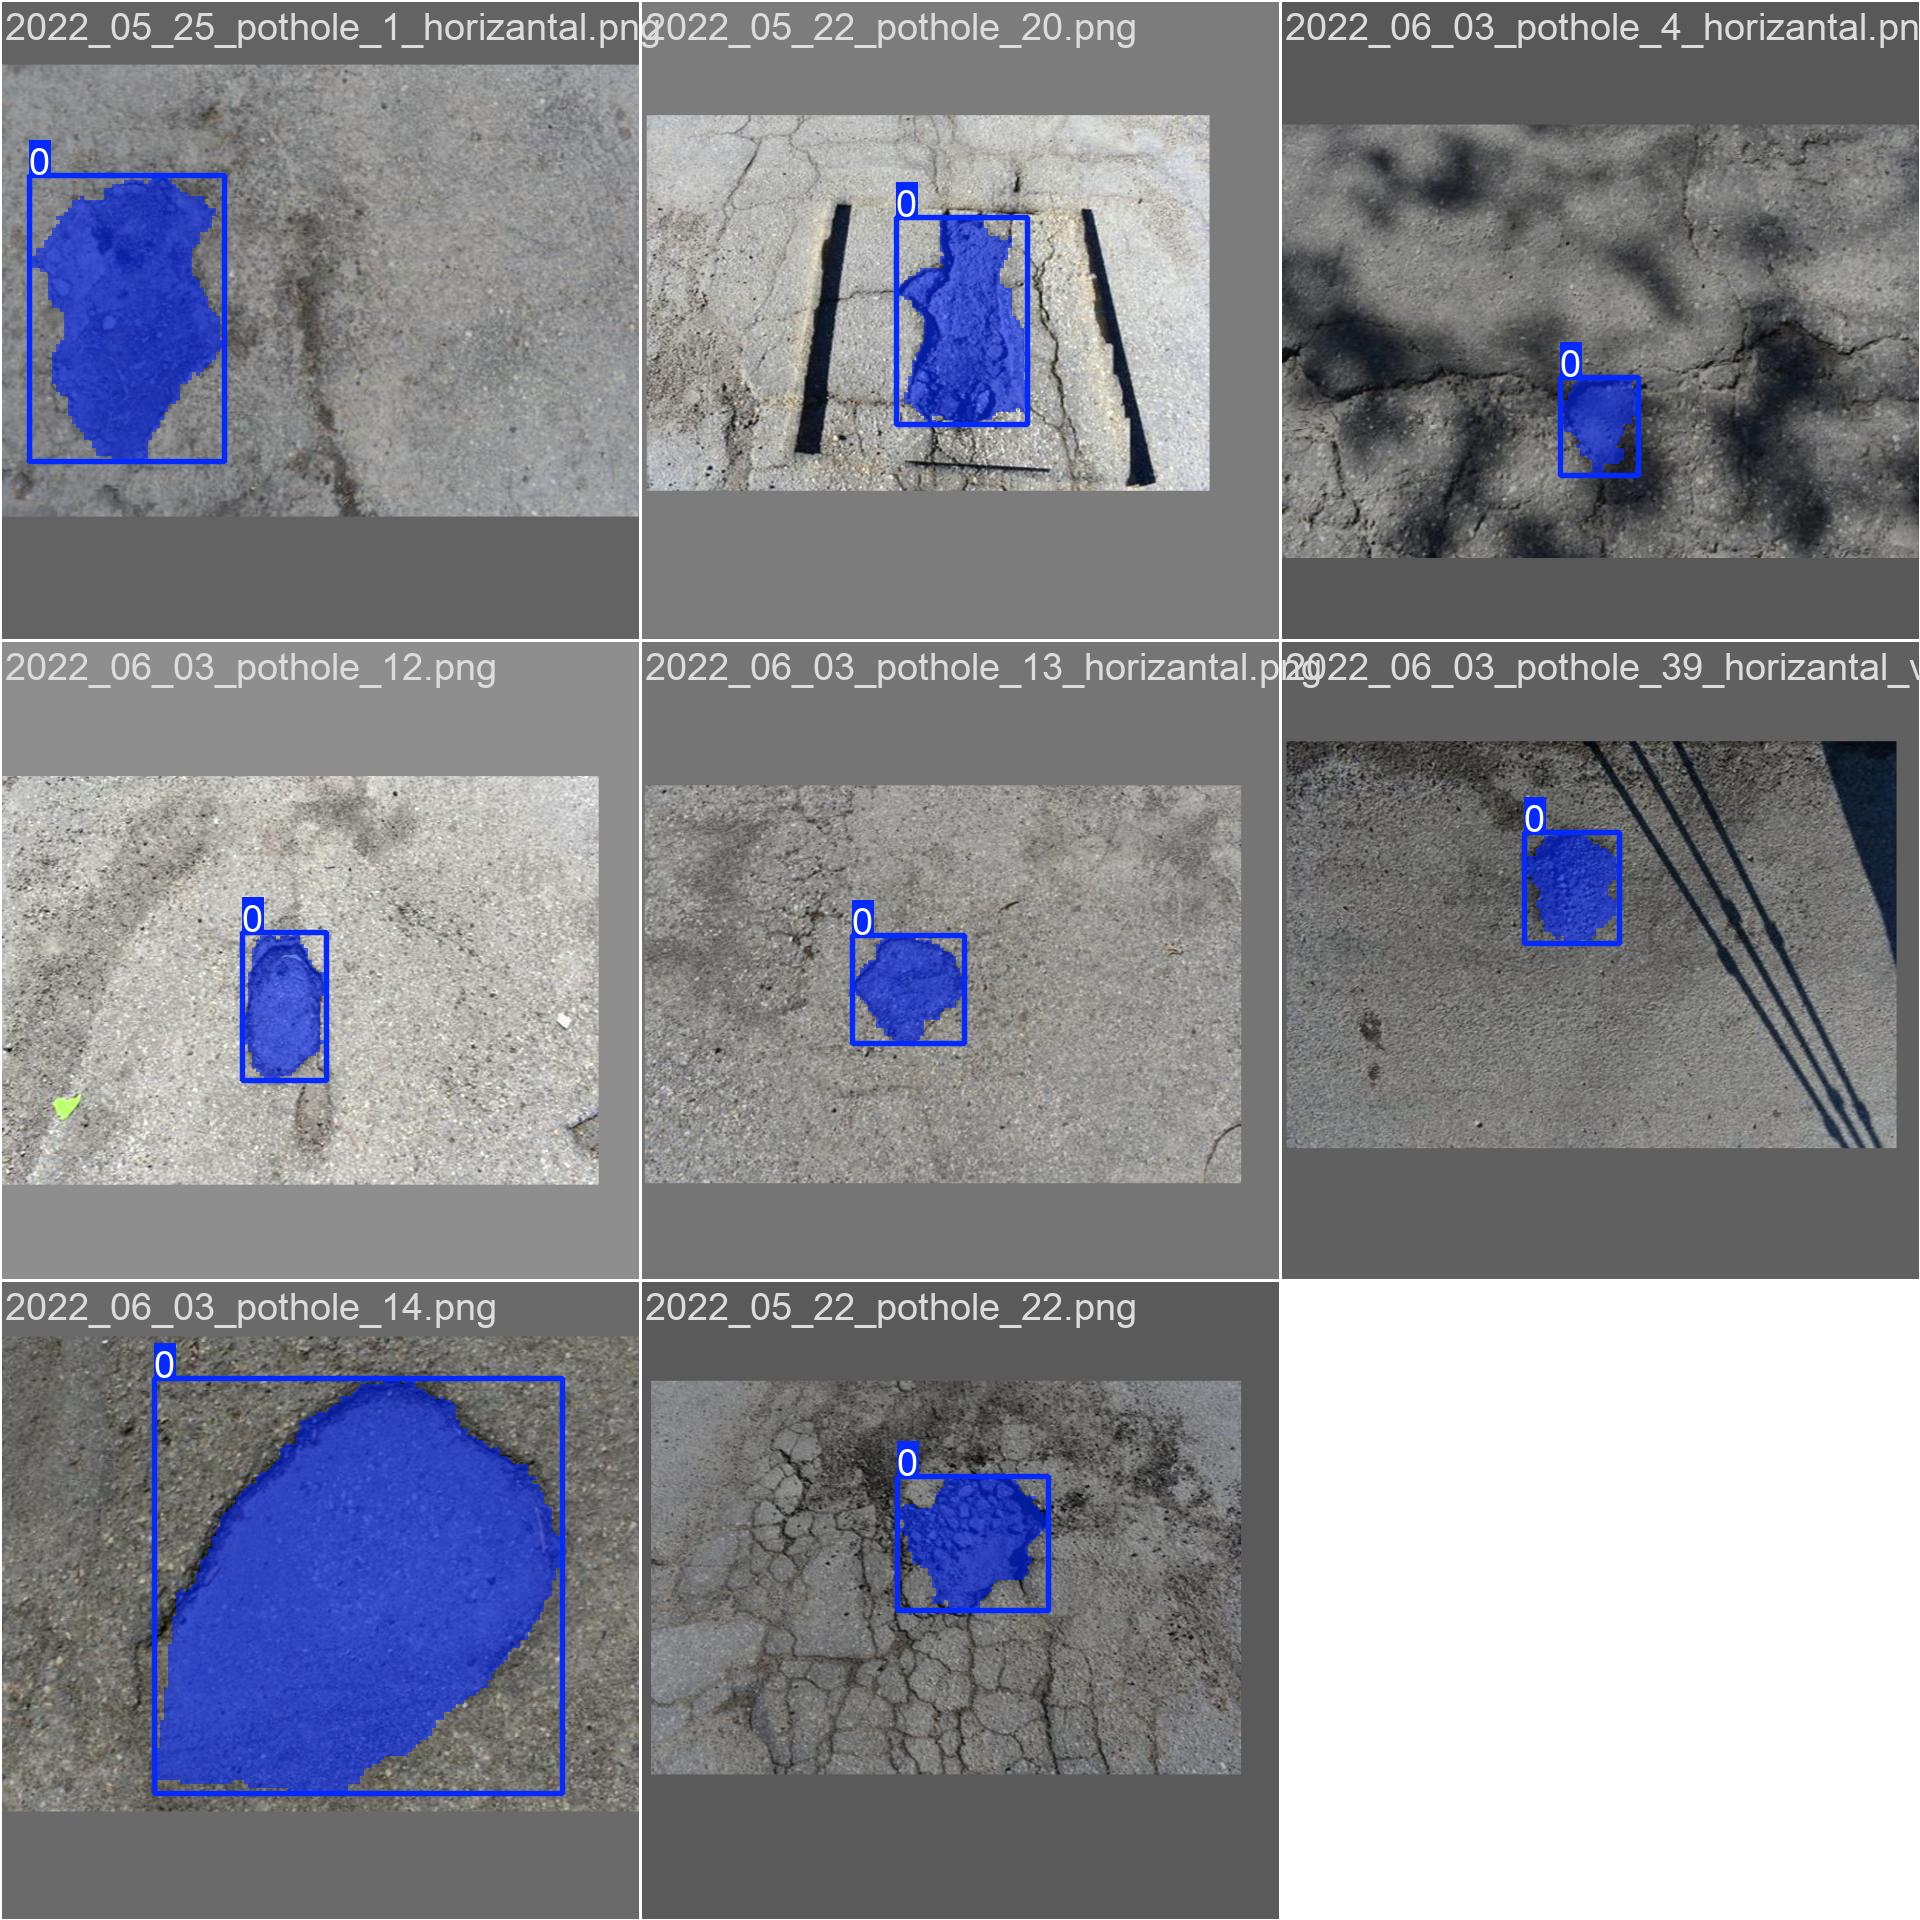 2022_05_25_pothole_1_horizantal.png
2022_05_22_pothole_20.png
2022_06_03_pothole_4_horizantal.pn
0
0
0
2022_06_03_pothole_12.png
2022_06_03_pothole_13_horizantal.png
2022_06_03_pothole_39_horizantal_v
0
0
0
2022_06_03_pothole_14.png
2022_05_22_pothole_22.png
0
0